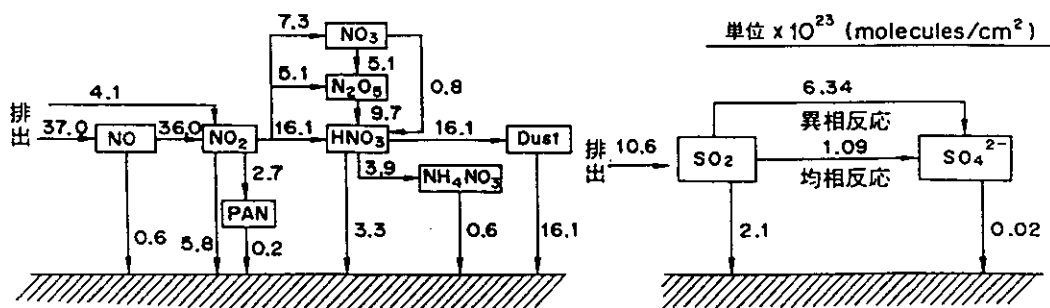 単位 x 10²³ (molecules/cm²)
7.3
NO₃
5.1
0.8
5.1
N₂O₅
9.7
排出
4.1
37.0
NO
36.0
NO₂
16.1
HNO₃
16.1
Dust
2.7
3.9
NH₄NO₃
PAN
0.6
5.8
0.2
3.3
0.6
16.1
6.34
異相反応
排出
10.6
SO₂
1.09
均相反応
SO₄²⁻
2.1
0.02